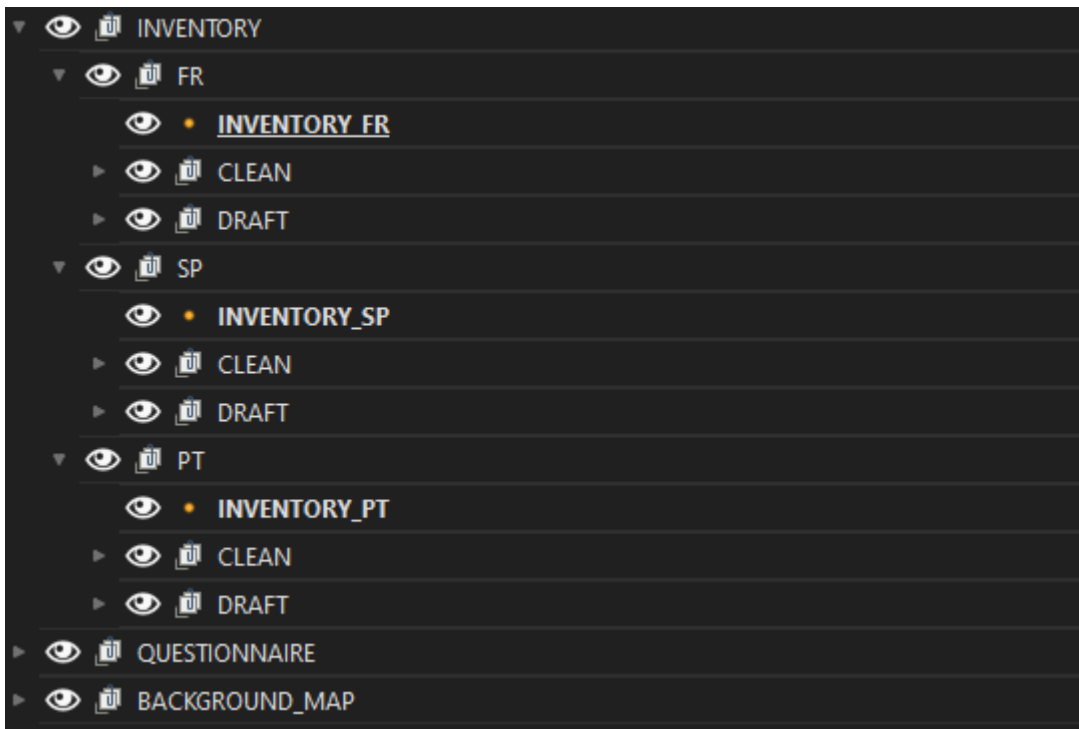 INVENTORY
FR
INVENTORY_FR
CLEAN
DRAFT
SP
INVENTORY_SP
CLEAN
DRAFT
PT
INVENTORY_PT
CLEAN
DRAFT
QUESTIONNAIRE
BACKGROUND_MAP